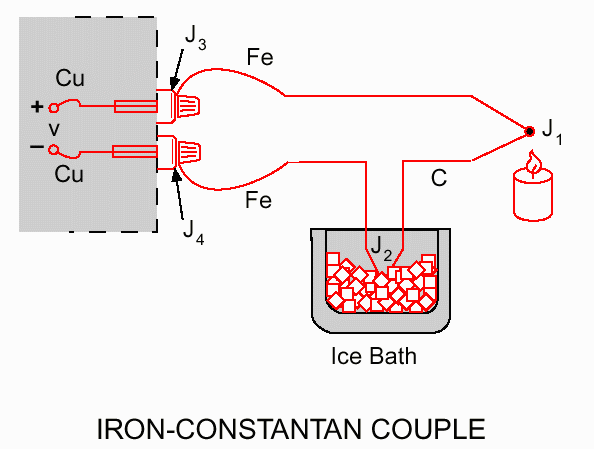 J3
Fe
Cu
+
v
J1
−
Cu
C
Fe
J4
J2
Ice Bath
IRON-CONSTANTAN COUPLE